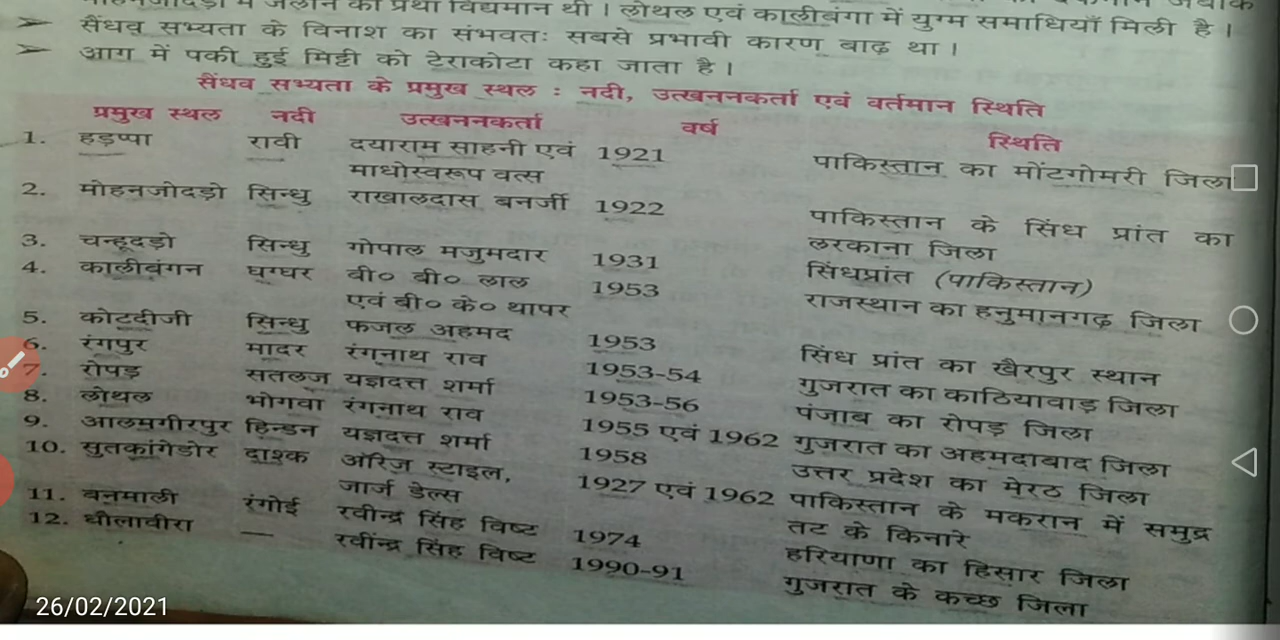 में जलाने की प्रथा विद्यमान थी। लोथल एवं कालीबंगा में युग्म समाधियाँ मिली है।
➢ सैंधव सभ्यता के विनाश का संभवतः सबसे प्रभावी कारण बाढ़ था।
➢ आग में पकी हुई मिट्टी को टेराकोटा कहा जाता है।
सैंधव सभ्यता के प्रमुख स्थल : नदी, उत्खननकर्ता एवं वर्तमान स्थिति
प्रमुख स्थल नदी उत्खननकर्ता वर्ष स्थिति
1. हड़प्पा रावी दयाराम साहनी एवं 1921 पाकिस्तान का मोंटगोमरी जिला
माधोस्वरूप वत्स
2. मोहनजोदड़ो सिन्धु राखालदास बनर्जी 1922 पाकिस्तान के सिंध प्रांत का
लरकाना जिला
3. चन्हूदड़ो सिन्धु गोपाल मजुमदार 1931 सिंधप्रांत (पाकिस्तान)
4. कालीबंगन घग्घर बी० बी० लाल 1953 राजस्थान का हनुमानगढ़ जिला
एवं बी० के० थापर
5. कोटदीजी सिन्धु फजल अहमद 1953 सिंध प्रांत का खैरपुर स्थान
6. रंगपुर मादर रंगनाथ राव 1953-54 गुजरात का काठियावाड़ जिला
7. रोपड़ सतलज यज्ञदत्त शर्मा 1953-56 पंजाब का रोपड़ जिला
8. लोथल भोगवा रंगनाथ राव 1955 एवं 1962 गुजरात का अहमदाबाद जिला
9. आलमगीरपुर हिन्डन यज्ञदत्त शर्मा 1958 उत्तर प्रदेश का मेरठ जिला
10. सुतकांगेडोर दाश्क ऑरेज स्टाइल, 1927 एवं 1962 पाकिस्तान के मकरान में समुद्र
जार्ज डेल्स तट के किनारे
11. बनमाली रंगोई रवीन्द्र सिंह विष्ट 1974 हरियाणा का हिसार जिला
12. धौलावीरा — रवींन्द्र सिंह विष्ट 1990-91 गुजरात के कच्छ जिला
26/02/2021